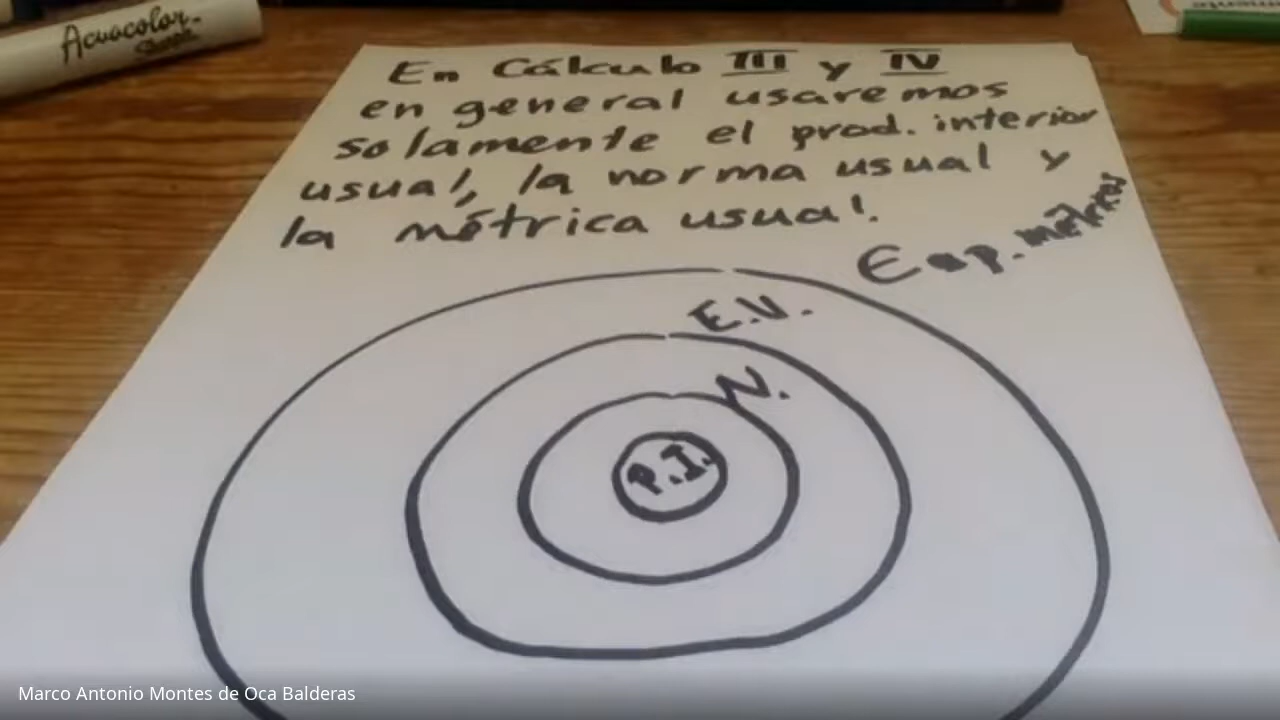 Acuacolor
En Cálculo III y IV
en general usaremos
solamente el prod. interior
usual, la norma usual y
la métrica usual.
Esp. métricos
E.V.
N.
P.I.
Marco Antonio Montes de Oca Balderas